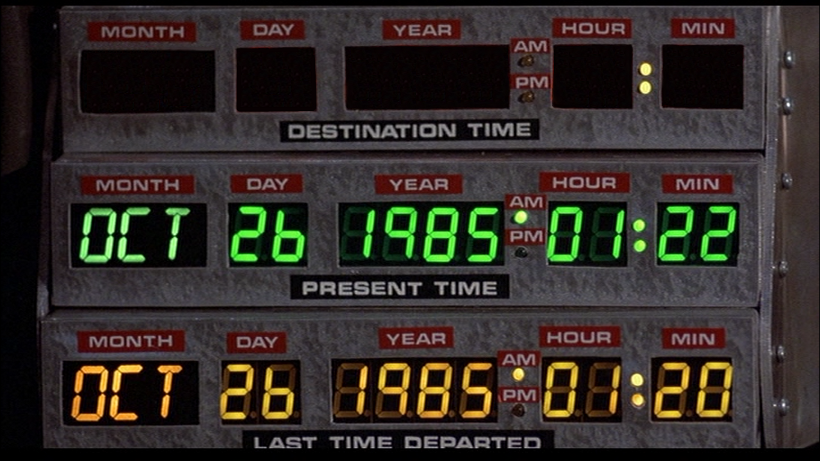 MONTH DAY YEAR AM PM HOUR MIN
:
DESTINATION TIME
MONTH DAY YEAR AM PM HOUR MIN
OCT 26 1985 01:22
PRESENT TIME
MONTH DAY YEAR AM PM HOUR MIN
OCT 26 1985 01:20
LAST TIME DEPARTED